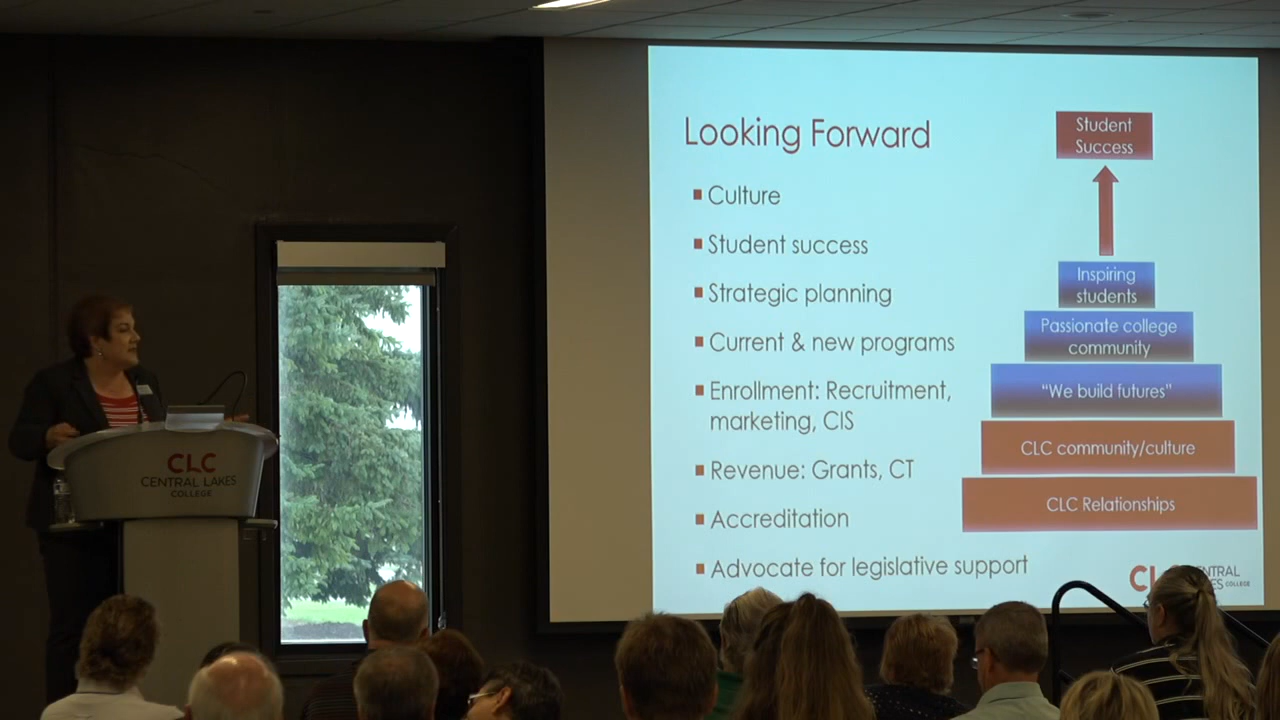 Looking Forward
▪ Culture
▪ Student success
▪ Strategic planning
▪ Current & new programs
▪ Enrollment: Recruitment,
marketing, CIS
▪ Revenue: Grants, CT
▪ Accreditation
▪ Advocate for legislative support
Student
Success
Inspiring
students
Passionate college
community
“We build futures”
CLC community/culture
CLC Relationships
CENTRAL
COLLEGE
CLC
CENTRAL LAKES
COLLEGE